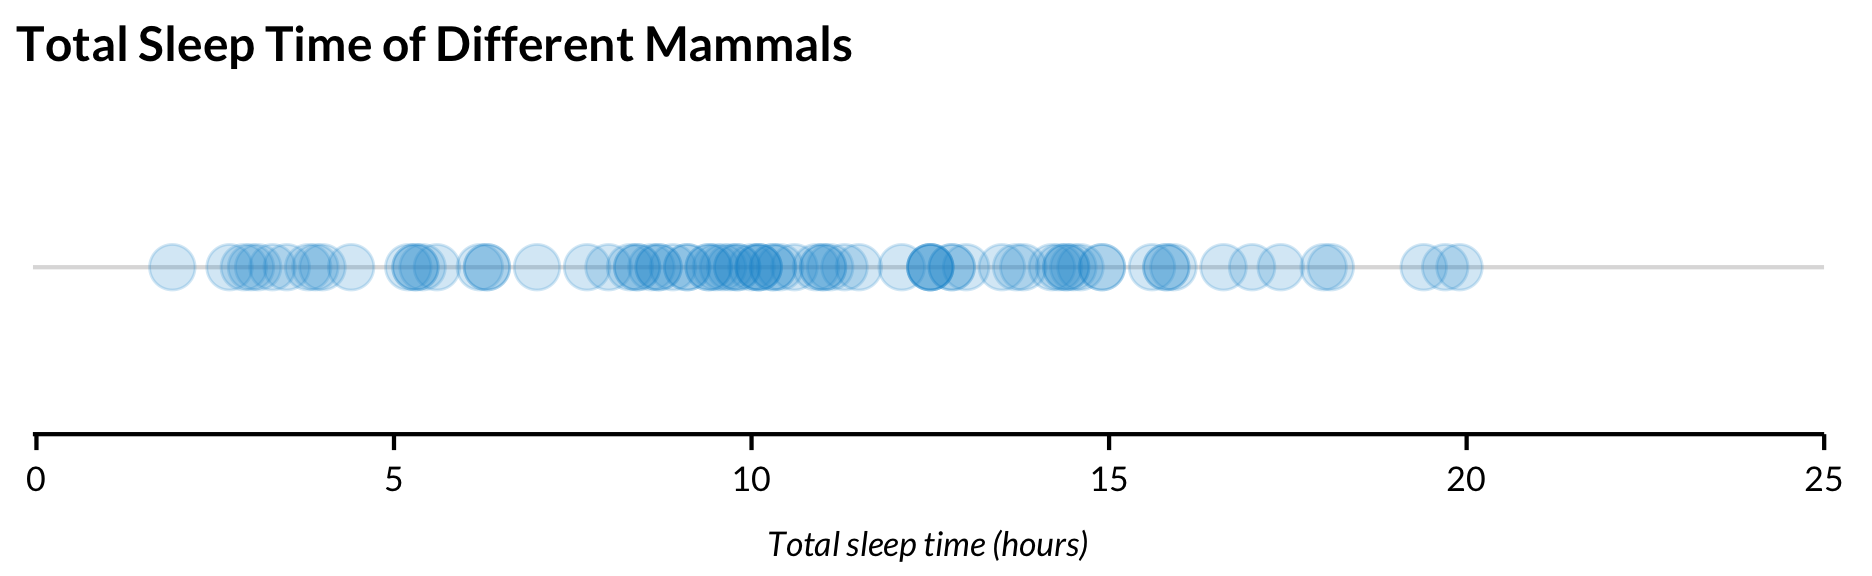 Total Sleep Time of Different Mammals
0 5 10 15 20 25
Total sleep time (hours)